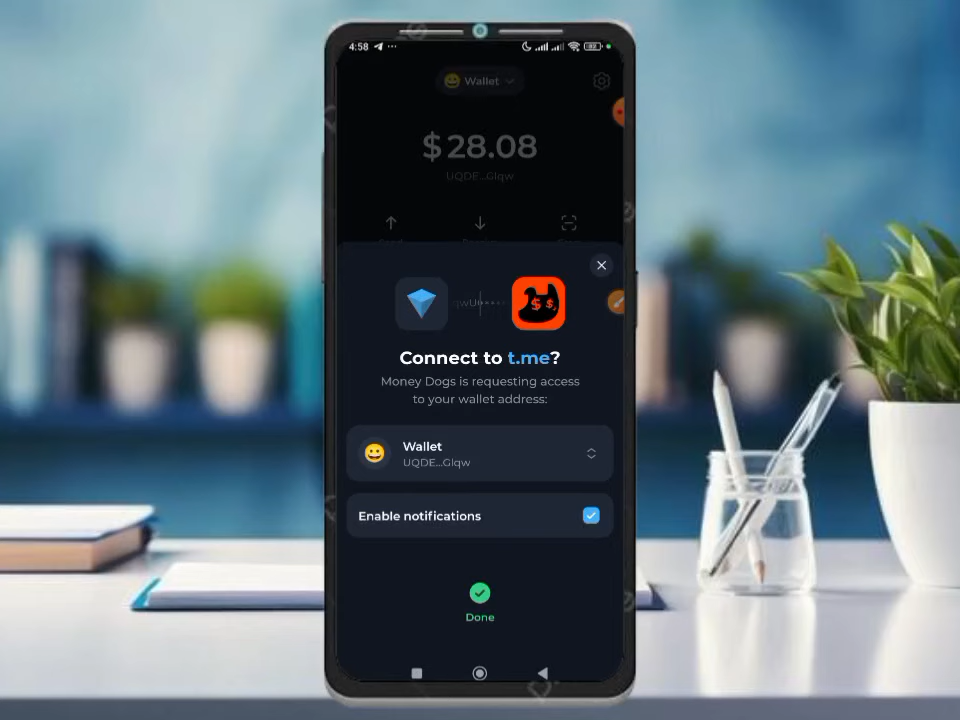 4:58
Wallet
$28.08
UQDE...Glqw
Connect to t.me?
Money Dogs is requesting access
to your wallet address:
Wallet
UQDE...Glqw
Enable notifications
Done